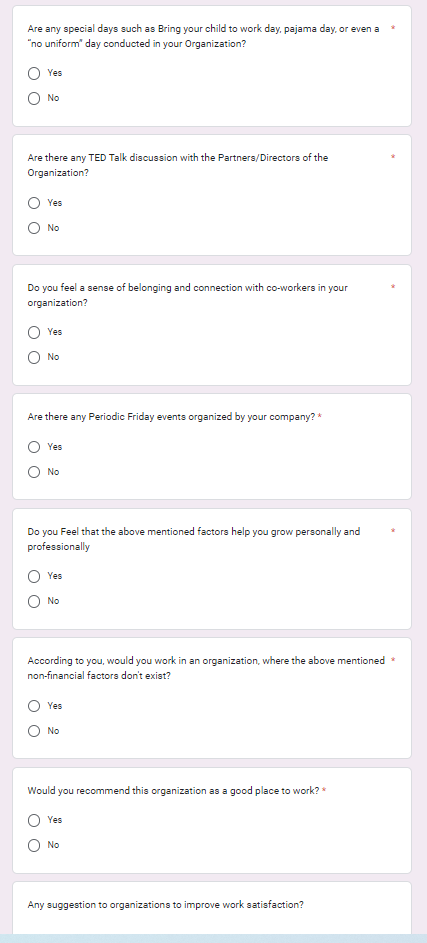 Are any special days such as Bring your child to work day, pajama day, or even a *
"no uniform" day conducted in your Organization?
Yes
No
Are there any TED Talk discussion with the Partners/Directors of the *
Organization?
Yes
No
Do you feel a sense of belonging and connection with co-workers in your *
organization?
Yes
No
Are there any Periodic Friday events organized by your company? *
Yes
No
Do you Feel that the above mentioned factors help you grow personally and *
professionally
Yes
No
According to you, would you work in an organization, where the above mentioned *
non-financial factors don't exist?
Yes
No
Would you recommend this organization as a good place to work? *
Yes
No
Any suggestion to organizations to improve work satisfaction?